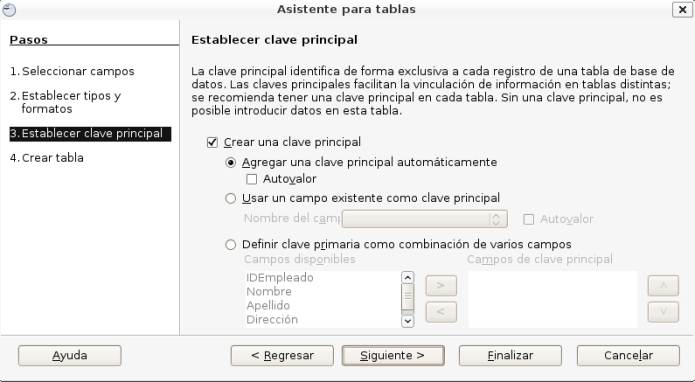 Asistente para tablas
Pasos
1. Seleccionar campos
2. Establecer tipos y
formatos
3. Establecer clave principal
4. Crear tabla
Establecer clave principal
La clave principal identifica de forma exclusiva a cada registro de una tabla de base de
datos. Las claves principales facilitan la vinculación de información en tablas distintas;
se recomienda tener una clave principal en cada tabla. Sin una clave principal, no es
posible introducir datos en esta tabla.
Crear una clave principal
Agregar una clave principal automáticamente
Autovalor
Usar un campo existente como clave principal
Nombre del camp
Autovalor
Definir clave primaria como combinación de varios campos
Campos disponibles
Campos de clave principal
IDEmpleado
Nombre
Apellido
Dirección
>
<
Ayuda
< Regresar
Siguiente >
Finalizar
Cancelar